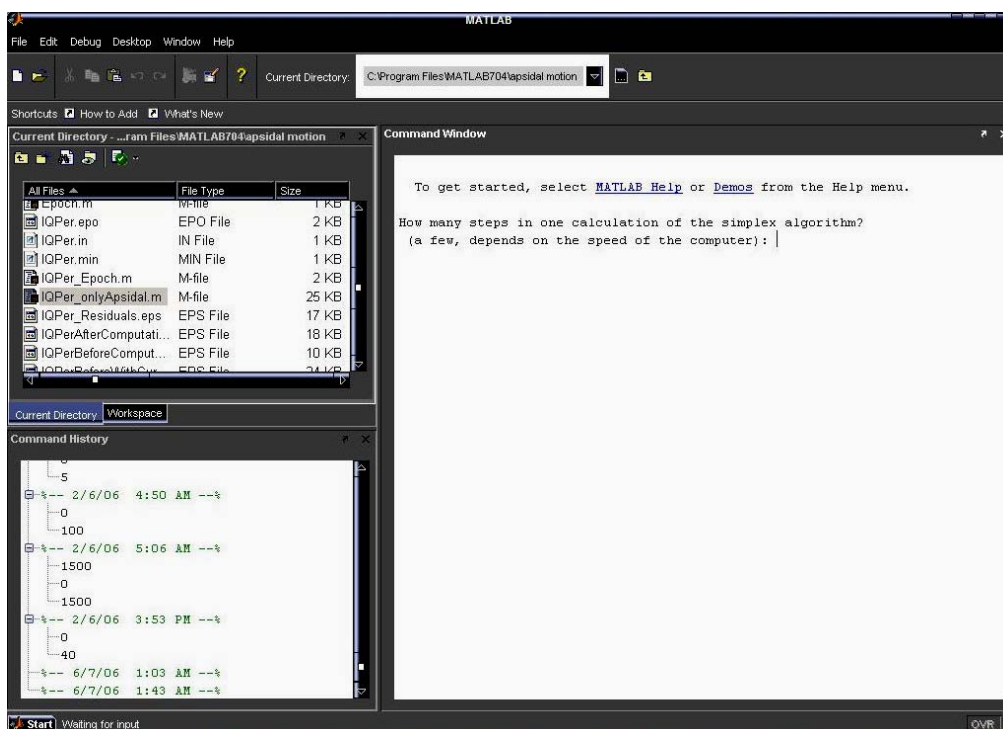 MATLAB
File Edit Debug Desktop Window Help
? Current Directory: C:\Program Files\MATLAB704\apsidal motion
Shortcuts How to Add What's New
Current Directory - ...ram Files\MATLAB704\apsidal motion
All Files File Type Size
Epoch.m M-file 1 KB
IQPer.epo EPO File 2 KB
IQPer.in IN File 1 KB
IQPer.min MIN File 1 KB
IQPer_Epoch.m M-file 2 KB
IQPer_onlyApsidal.m M-file 25 KB
IQPer_Residuals.eps EPS File 17 KB
IQPerAfterComputati... EPS File 18 KB
IQPerBeforeComput... EPS File 10 KB
EPS File 24 KB
Current Directory Workspace
Command History
5
%-- 2/6/06 4:50 AM --%
0
100
%-- 2/6/06 5:06 AM --%
1500
0
1500
%-- 2/6/06 3:53 PM --%
0
40
%-- 6/7/06 1:03 AM --%
%-- 6/7/06 1:43 AM --%
Command Window
To get started, select MATLAB Help or Demos from the Help menu.
How many steps in one calculation of the simplex algorithm?
(a few, depends on the speed of the computer):
Start Waiting for input
OVR